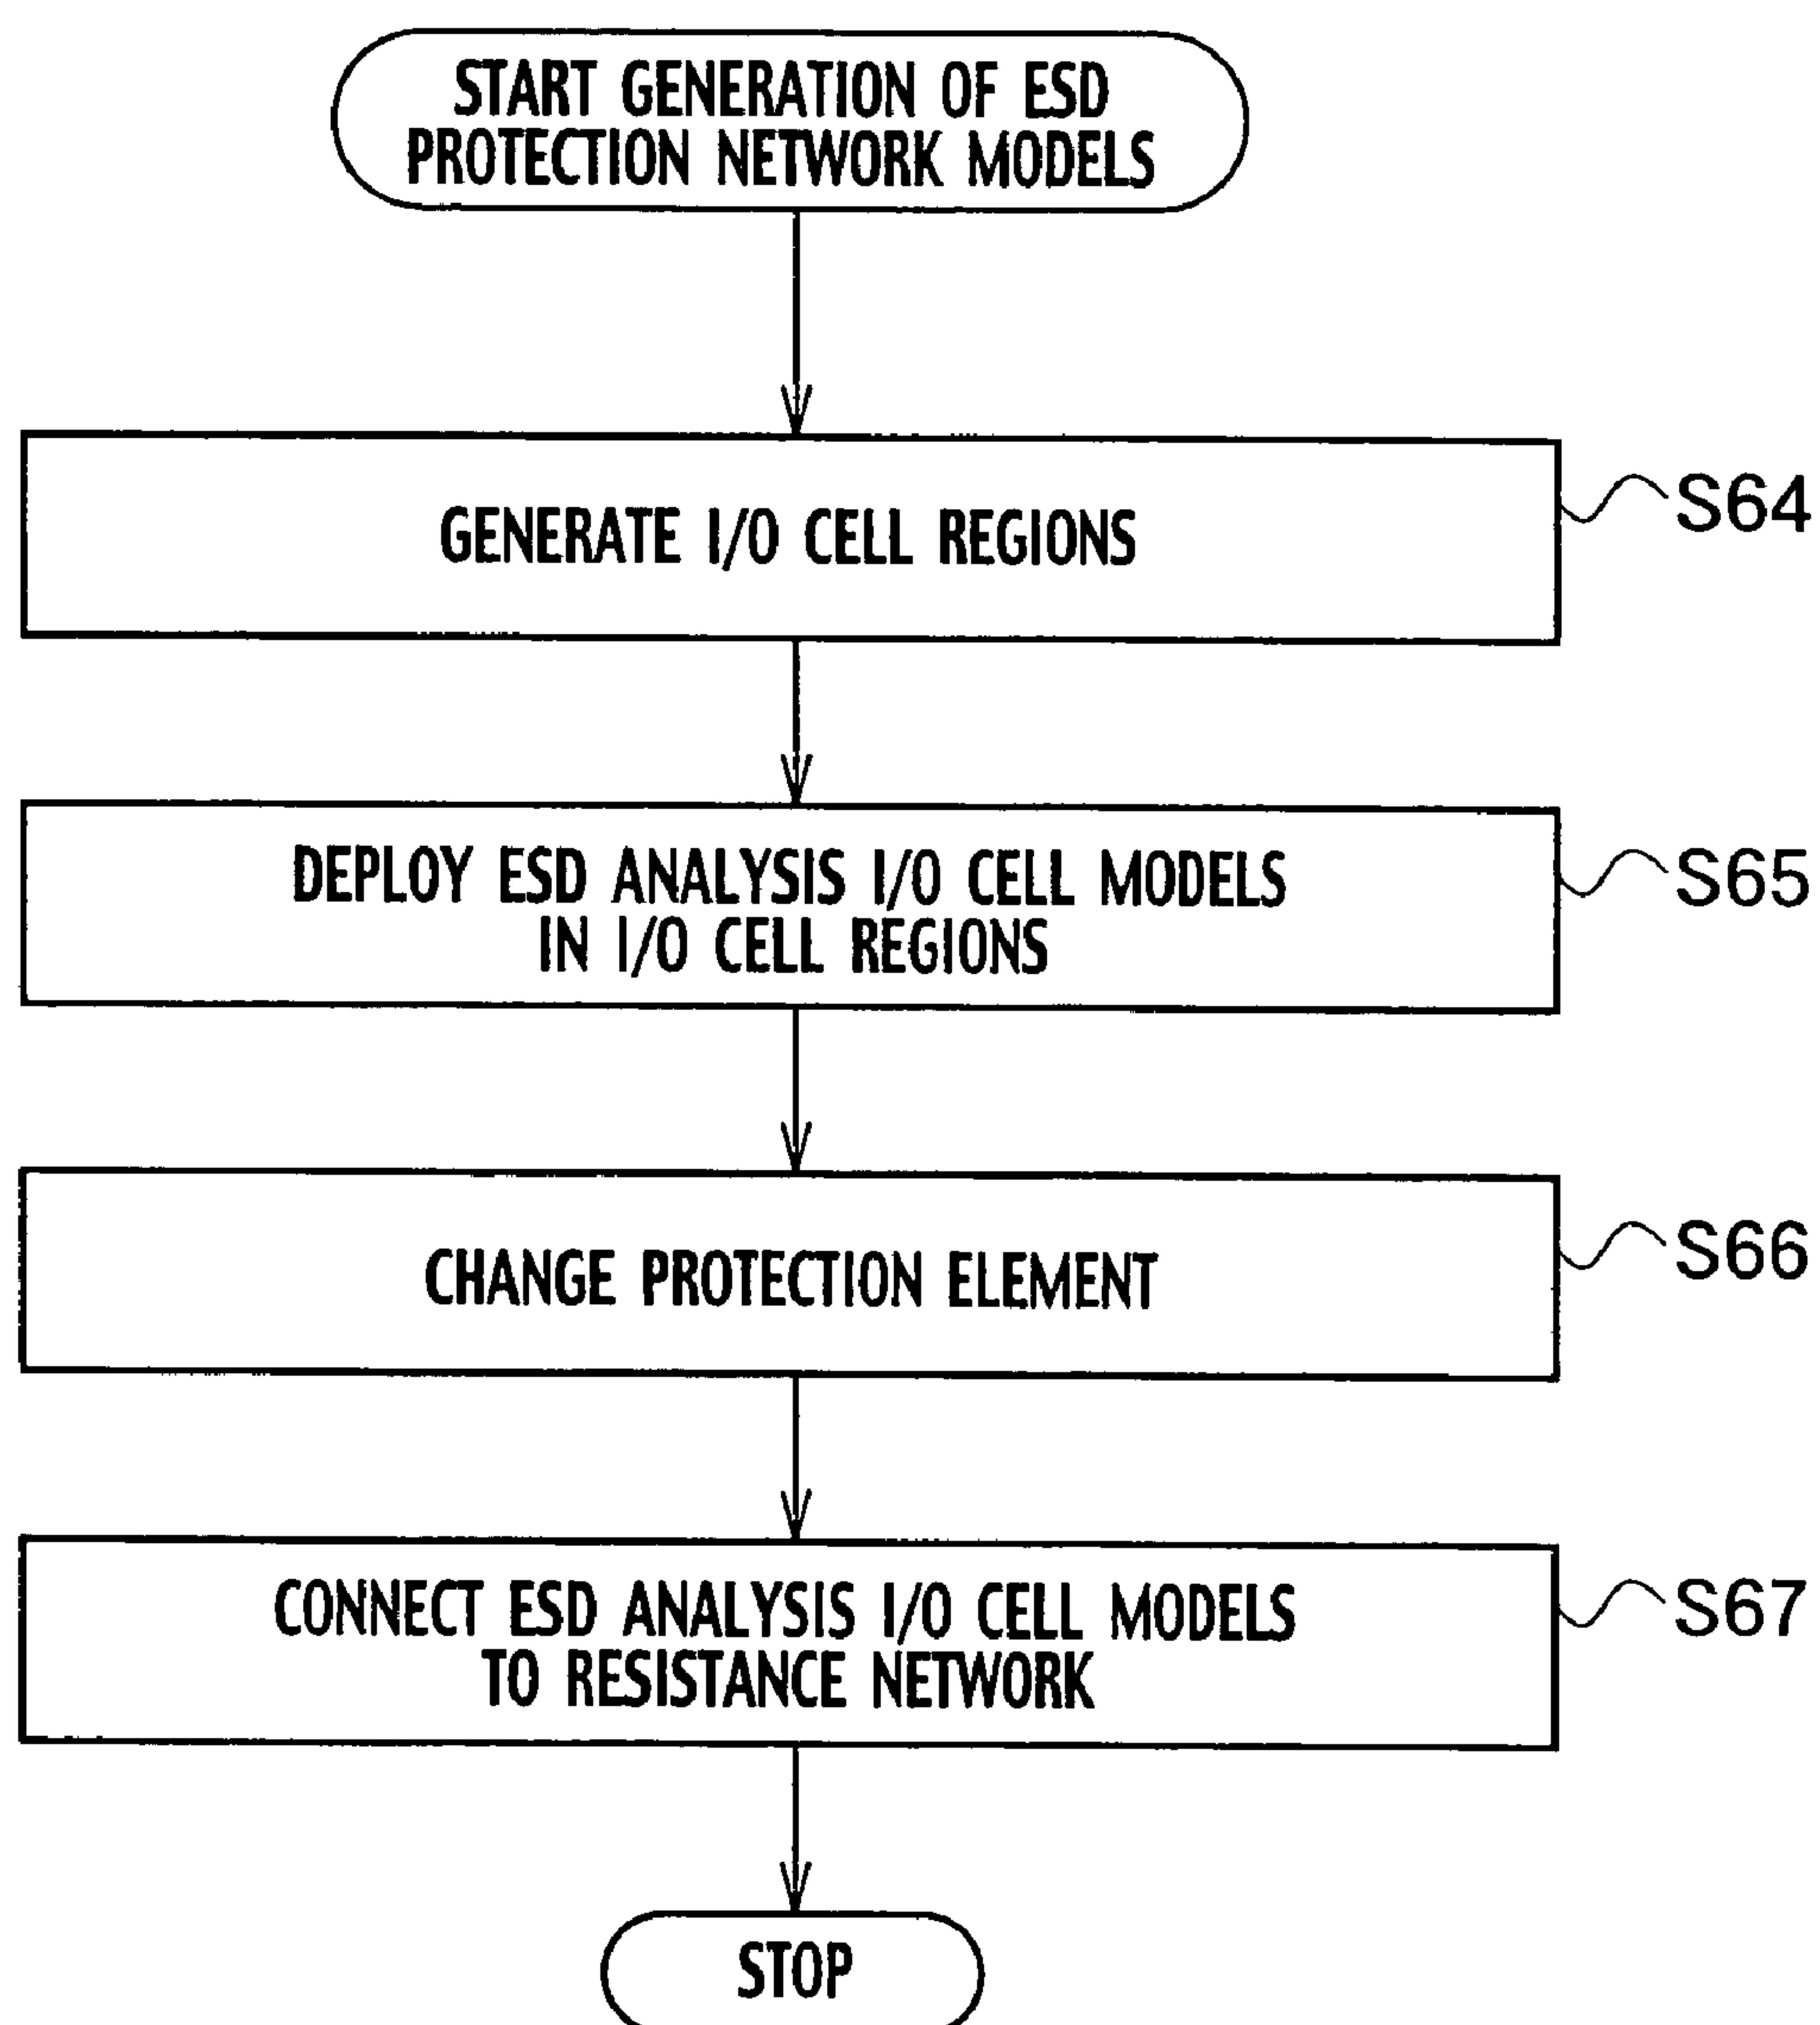 START GENERATION OF ESD
PROTECTION NETWORK MODELS
GENERATE I/O CELL REGIONS
S64
DEPLOY ESD ANALYSIS I/O CELL MODELS
IN I/O CELL REGIONS
S65
CHANGE PROTECTION ELEMENT
S66
CONNECT ESD ANALYSIS I/O CELL MODELS
TO RESISTANCE NETWORK
S67
STOP